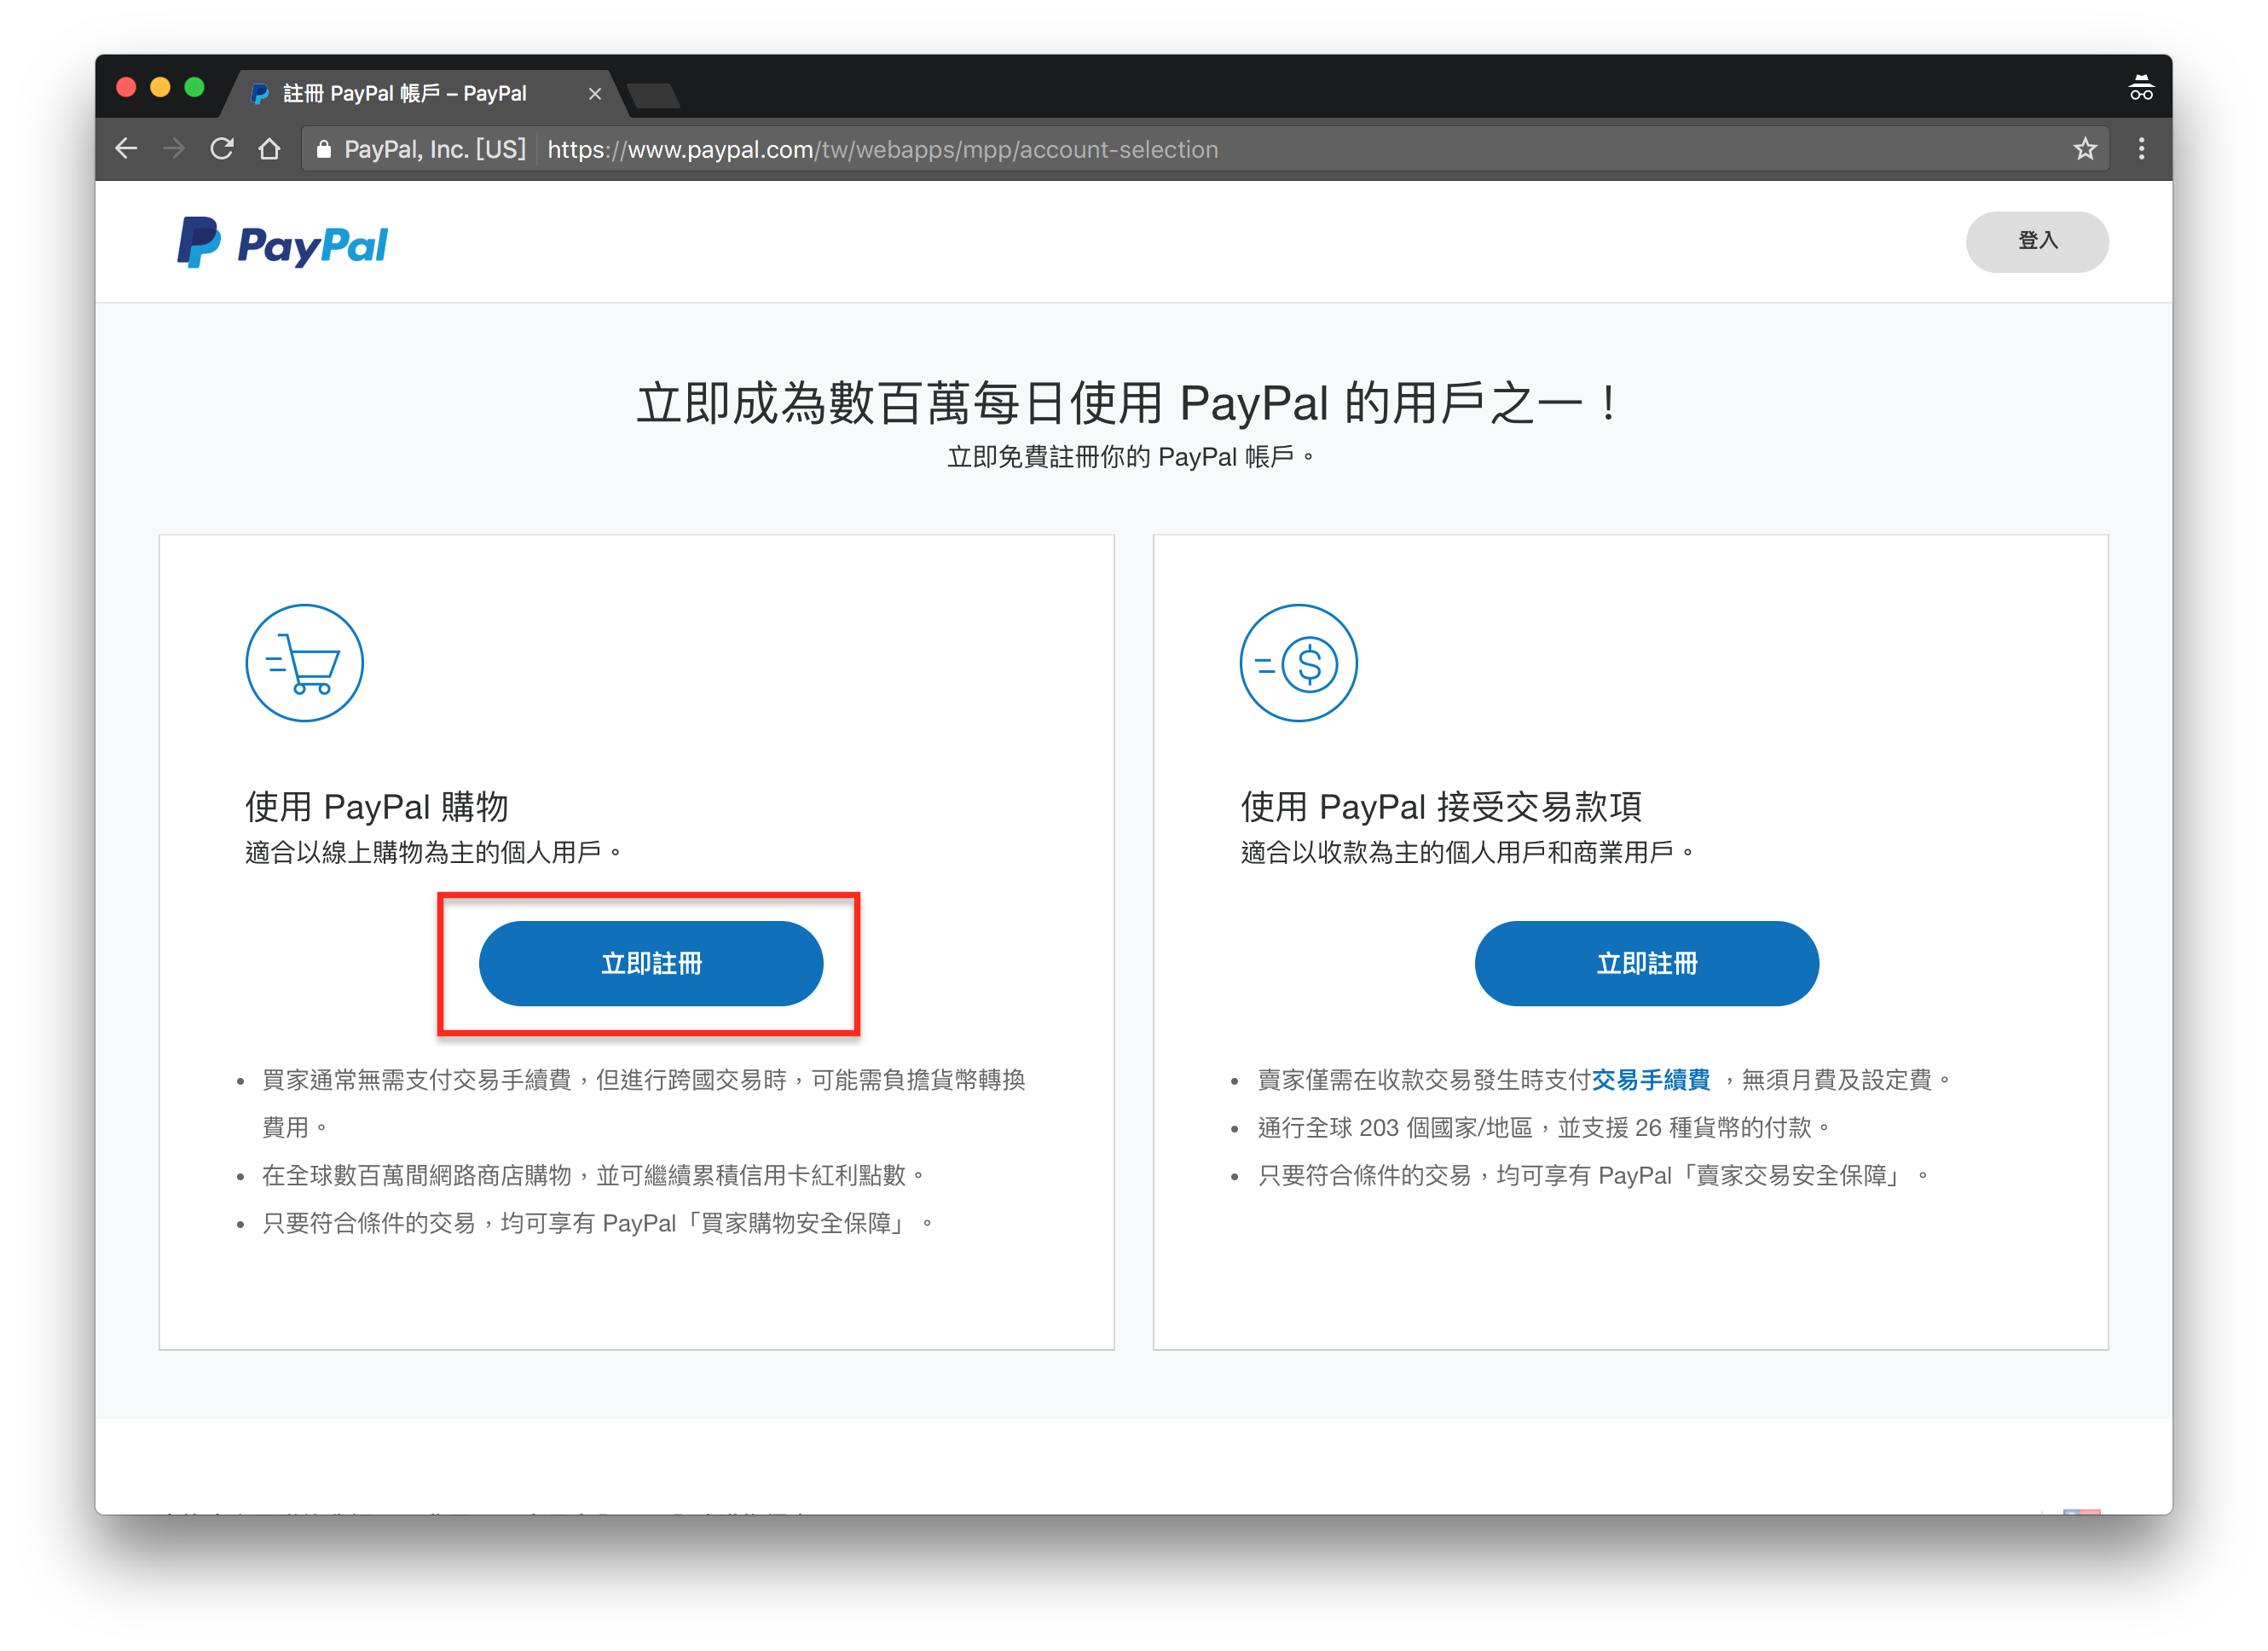 註冊 PayPal 帳戶 – PayPal
PayPal, Inc. [US] https://www.paypal.com/tw/webapps/mpp/account-selection
PayPal
登入
立即成為數百萬每日使用 PayPal 的用戶之一！
立即免費註冊你的 PayPal 帳戶。
使用 PayPal 購物
適合以線上購物為主的個人用戶。
立即註冊
• 買家通常無需支付交易手續費，但進行跨國交易時，可能需負擔貨幣轉換
費用。
• 在全球數百萬間網路商店購物，並可繼續累積信用卡紅利點數。
• 只要符合條件的交易，均可享有 PayPal「買家購物安全保障」。
使用 PayPal 接受交易款項
適合以收款為主的個人用戶和商業用戶。
立即註冊
• 賣家僅需在收款交易發生時支付交易手續費 ，無須月費及設定費。
• 通行全球 203 個國家/地區，並支援 26 種貨幣的付款。
• 只要符合條件的交易，均可享有 PayPal「賣家交易安全保障」 。